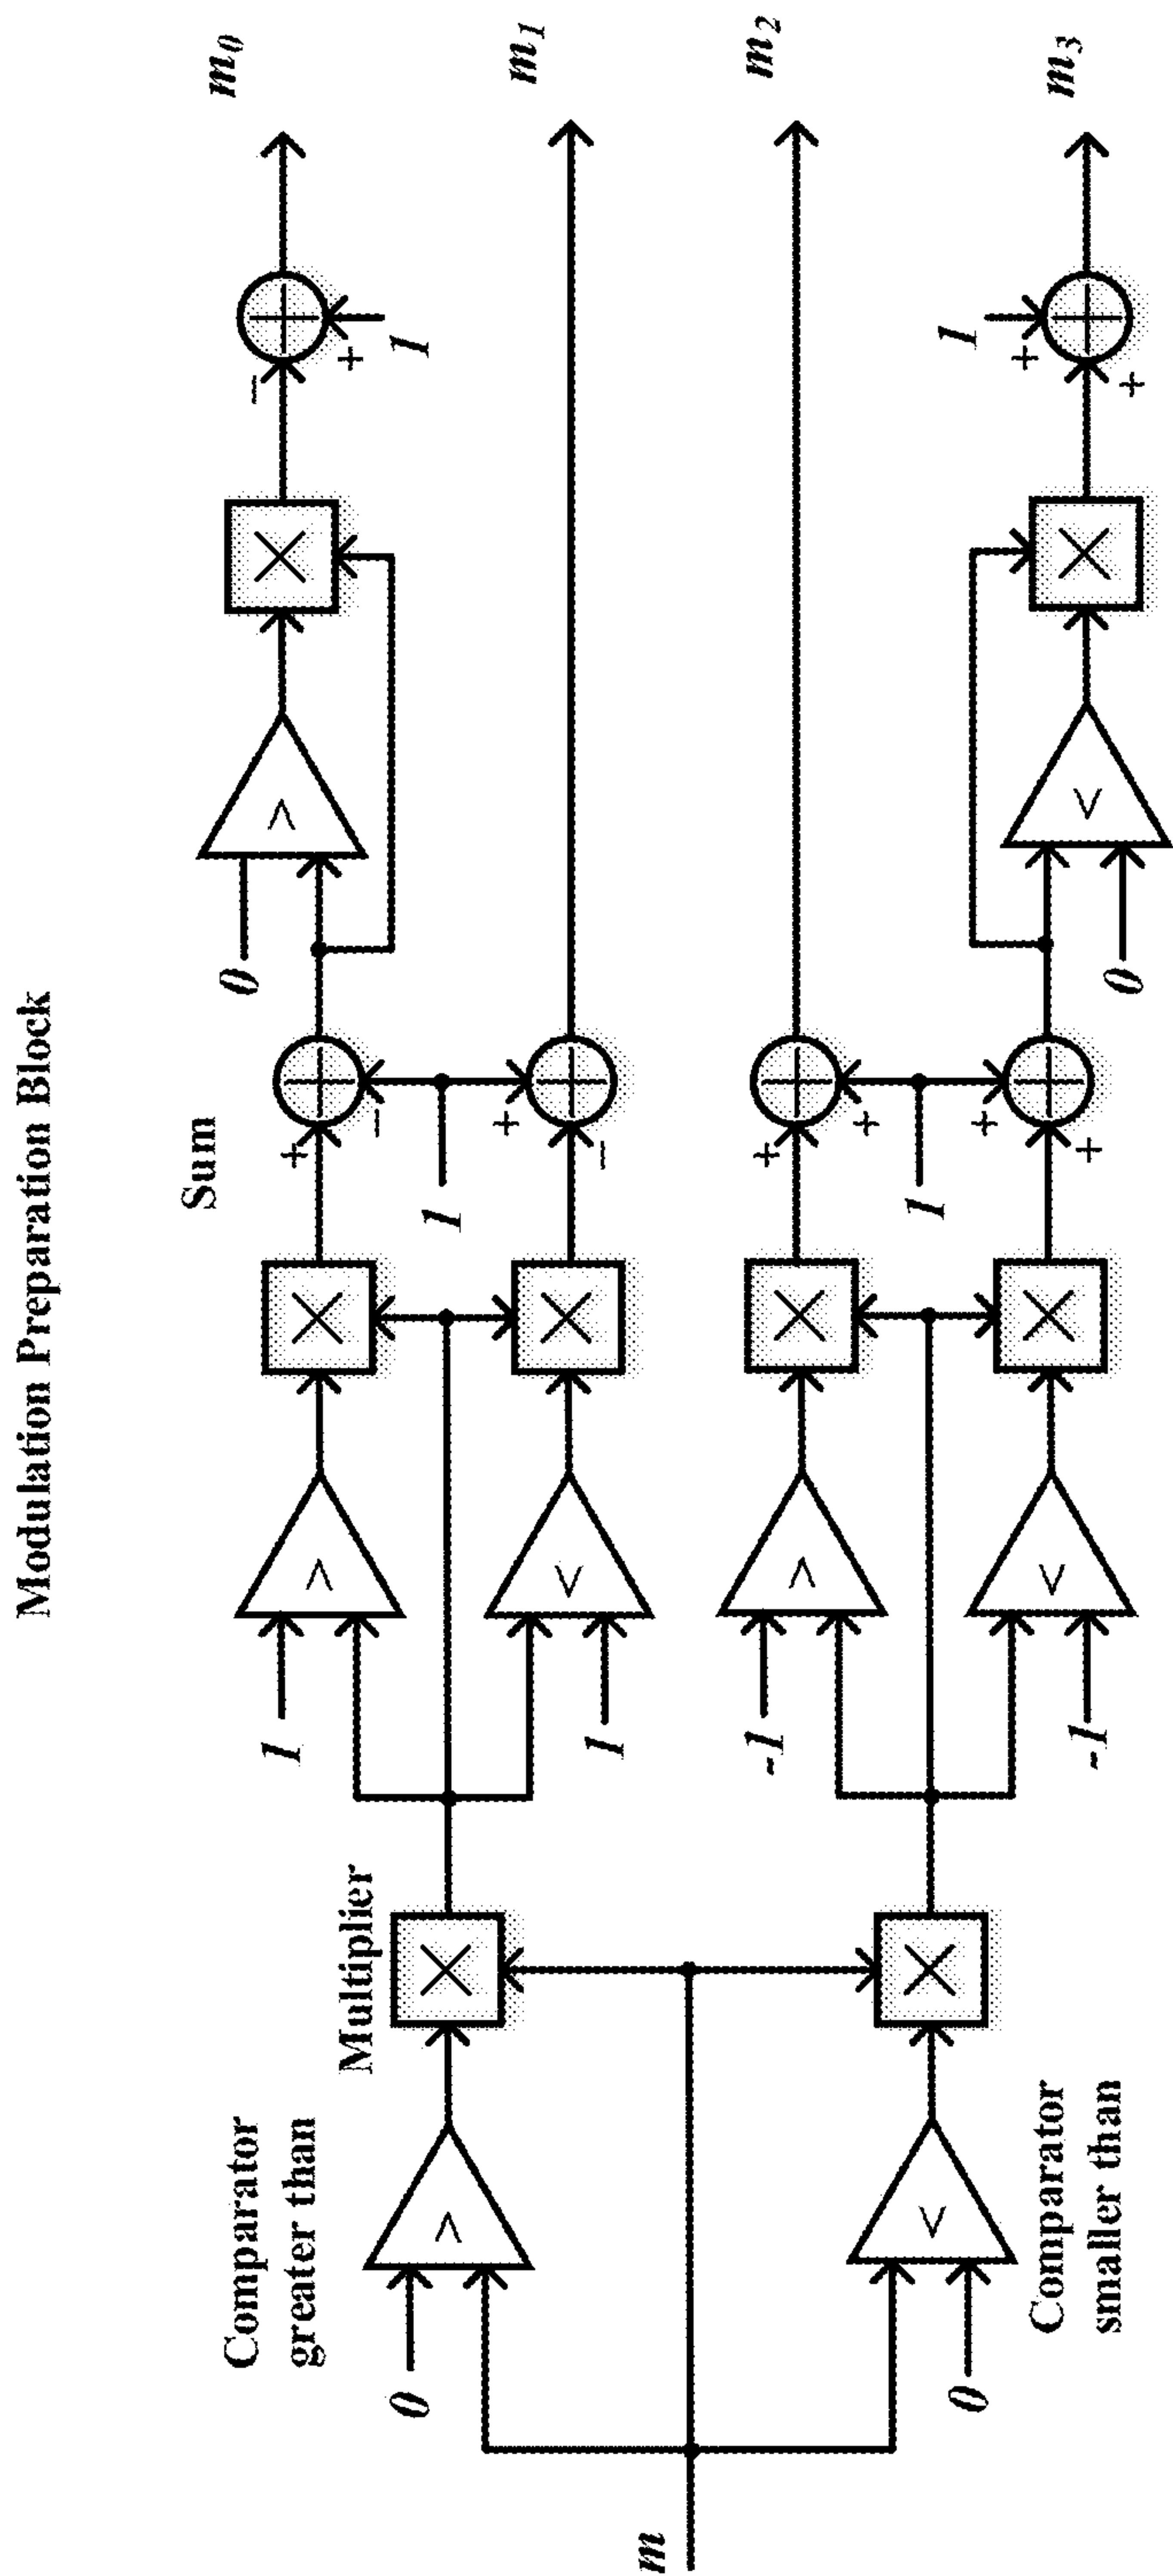 Modulation Preparation Block
Comparator
greater than
Multiplier
Sum
m
0
0
Comparator
smaller than
1
1
-1
-1
1
1
+
−
+
−
+
+
+
+
0
0
−
+
1
1
+
+
m0
m1
m2
m3